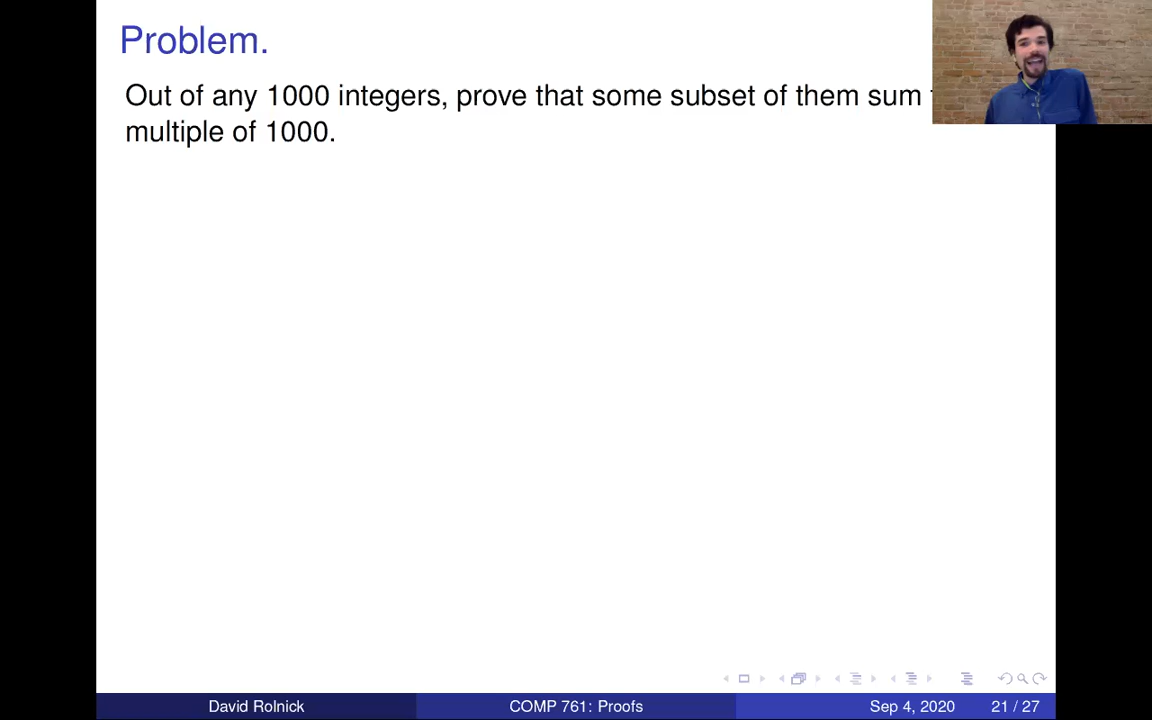 Problem.
Out of any 1000 integers, prove that some subset of them sum
multiple of 1000.
David Rolnick
COMP 761: Proofs
Sep 4, 2020
21 / 27